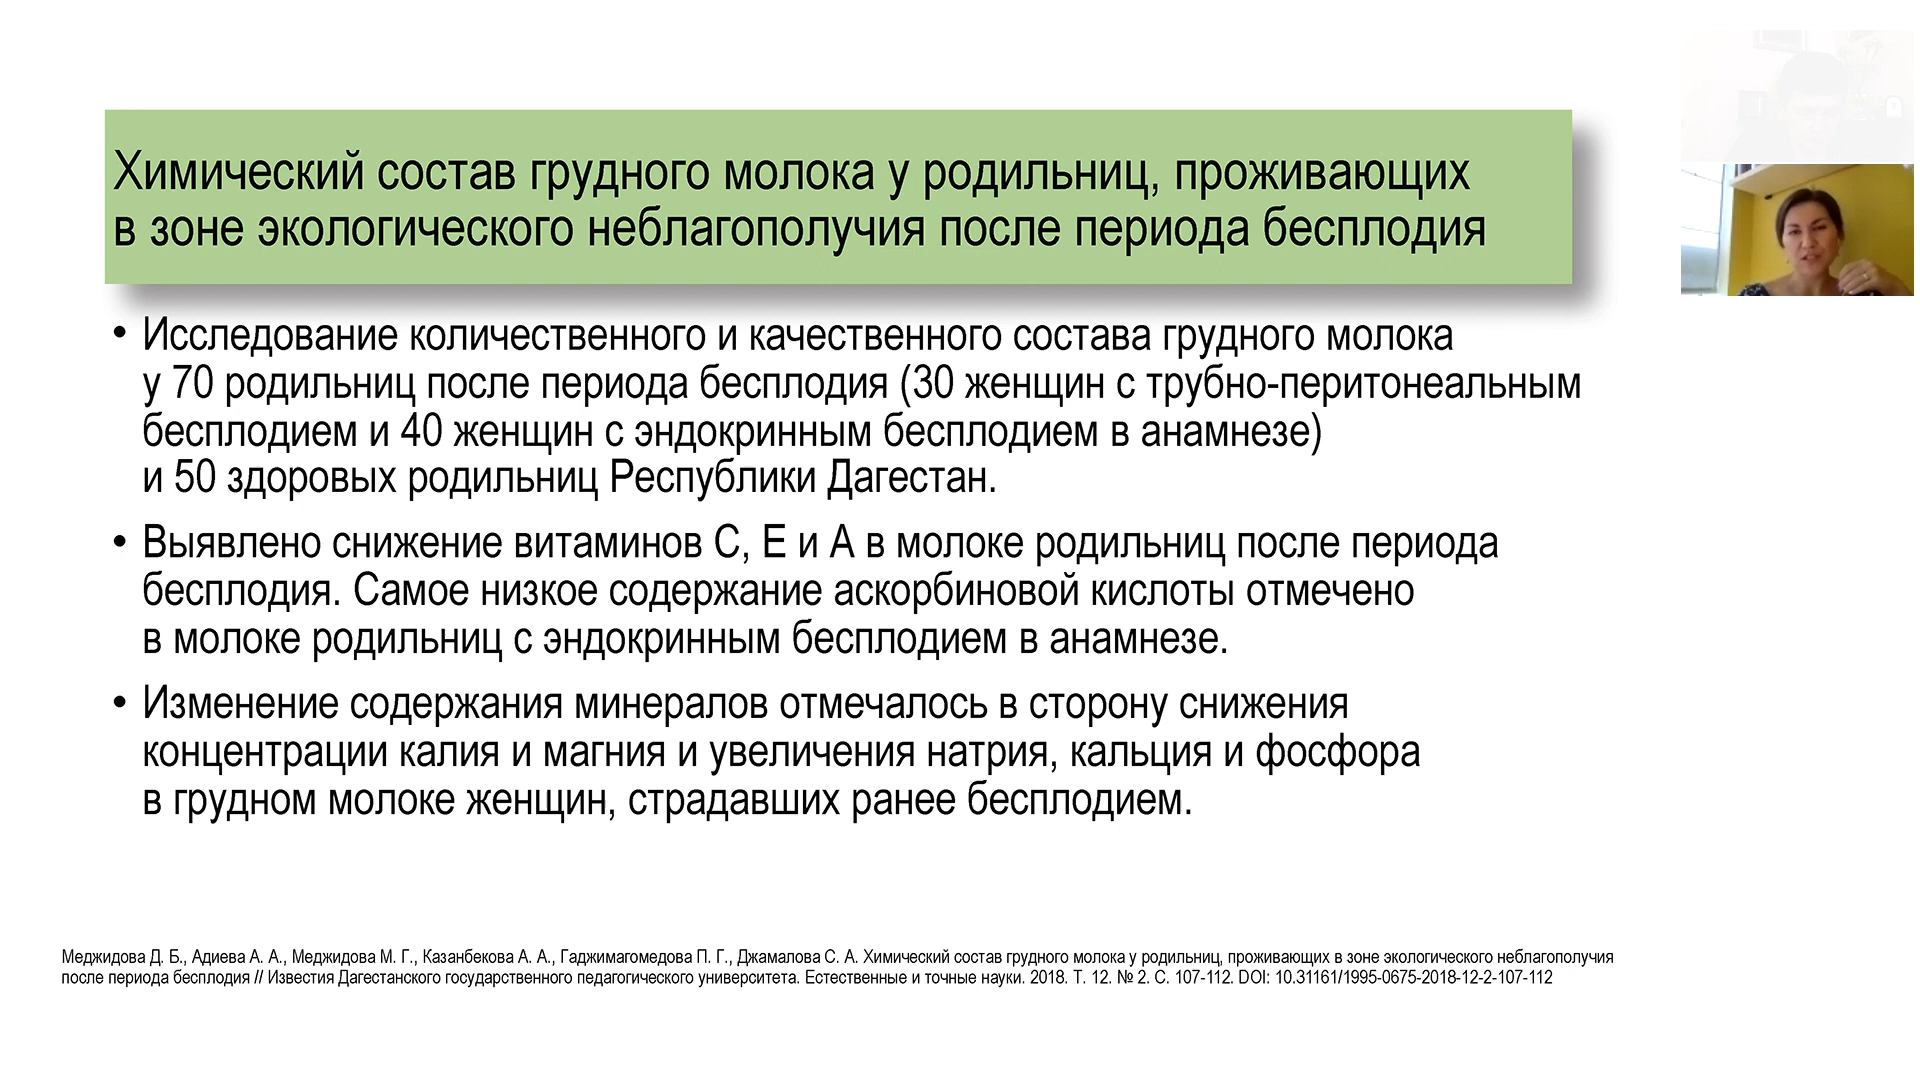 Химический состав грудного молока у родильниц, проживающих
в зоне экологического неблагополучия после периода бесплодия
• Исследование количественного и качественного состава грудного молока
у 70 родильниц после периода бесплодия (30 женщин с трубно-перитонеальным
бесплодием и 40 женщин с эндокринным бесплодием в анамнезе)
и 50 здоровых родильниц Республики Дагестан.
• Выявлено снижение витаминов С, Е и А в молоке родильниц после периода
бесплодия. Самое низкое содержание аскорбиновой кислоты отмечено
в молоке родильниц с эндокринным бесплодием в анамнезе.
• Изменение содержания минералов отмечалось в сторону снижения
концентрации калия и магния и увеличения натрия, кальция и фосфора
в грудном молоке женщин, страдавших ранее бесплодием.
Меджидова Д. Б., Адиева А. А., Меджидова М. Г., Казанбекова А. А., Гаджимагомедова П. Г., Джамалова С. А. Химический состав грудного молока у родильниц, проживающих в зоне экологического неблагополучия
после периода бесплодия // Известия Дагестанского государственного педагогического университета. Естественные и точные науки. 2018. Т. 12. № 2. С. 107-112. DOI: 10.31161/1995-0675-2018-12-2-107-112